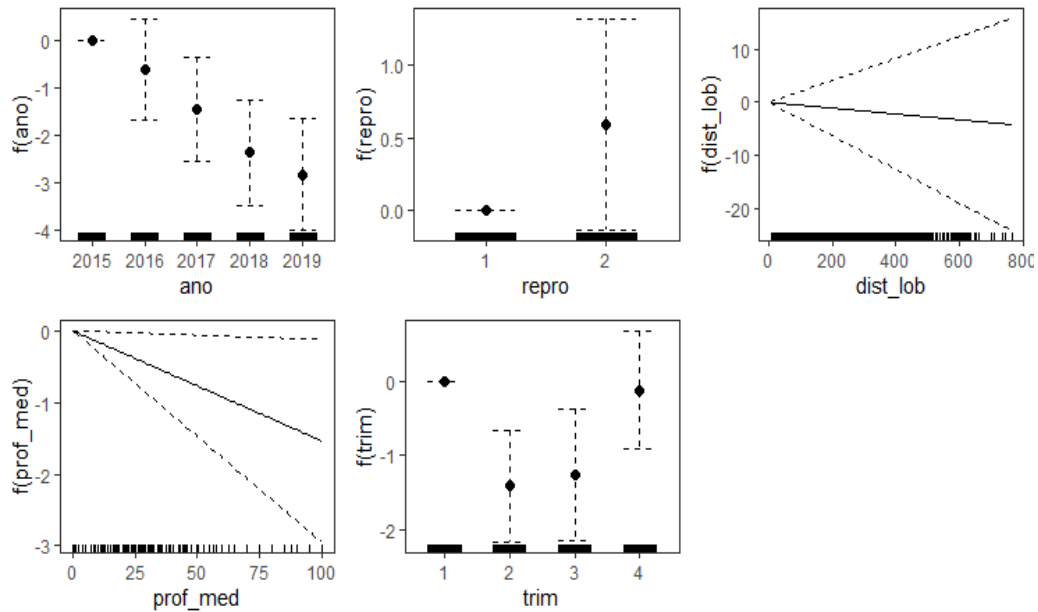 f(ano)
0
-1
-2
-3
-4
2015 2016 2017 2018 2019
ano
f(repro)
1.0
0.5
0.0
1 2
repro
f(dist_lob)
10
0
-10
-20
0 200 400 600 800
dist_lob
f(prof_med)
0
-1
-2
-3
0 25 50 75 100
prof_med
f(trim)
0
-1
-2
1 2 3 4
trim